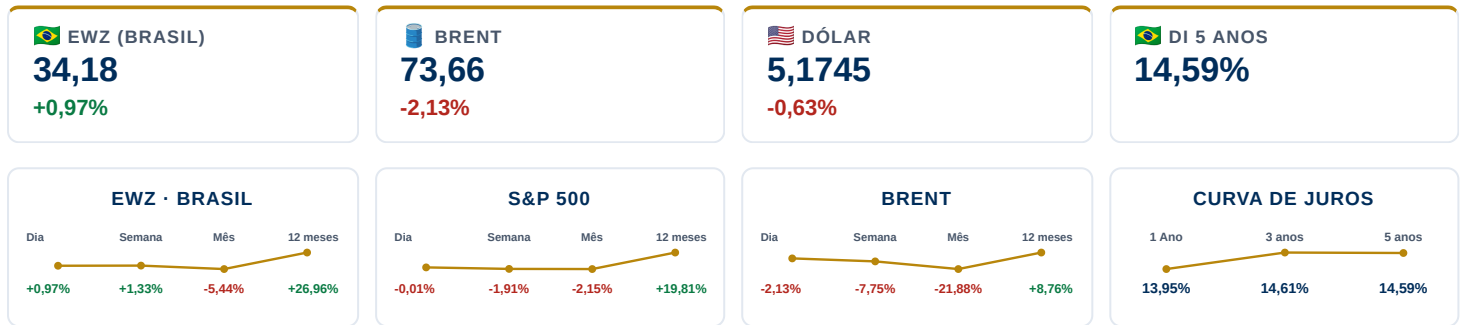 EWZ (BRASIL)
34,18
+0,97%
BRENT
73,66
-2,13%
DÓLAR
5,1745
-0,63%
DI 5 ANOS
14,59%
EWZ · BRASIL
Dia Semana Mês 12 meses
+0,97% +1,33% -5,44% +26,96%
S&P 500
Dia Semana Mês 12 meses
-0,01% -1,91% -2,15% +19,81%
BRENT
Dia Semana Mês 12 meses
-2,13% -7,75% -21,88% +8,76%
CURVA DE JUROS
1 Ano 3 anos 5 anos
13,95% 14,61% 14,59%